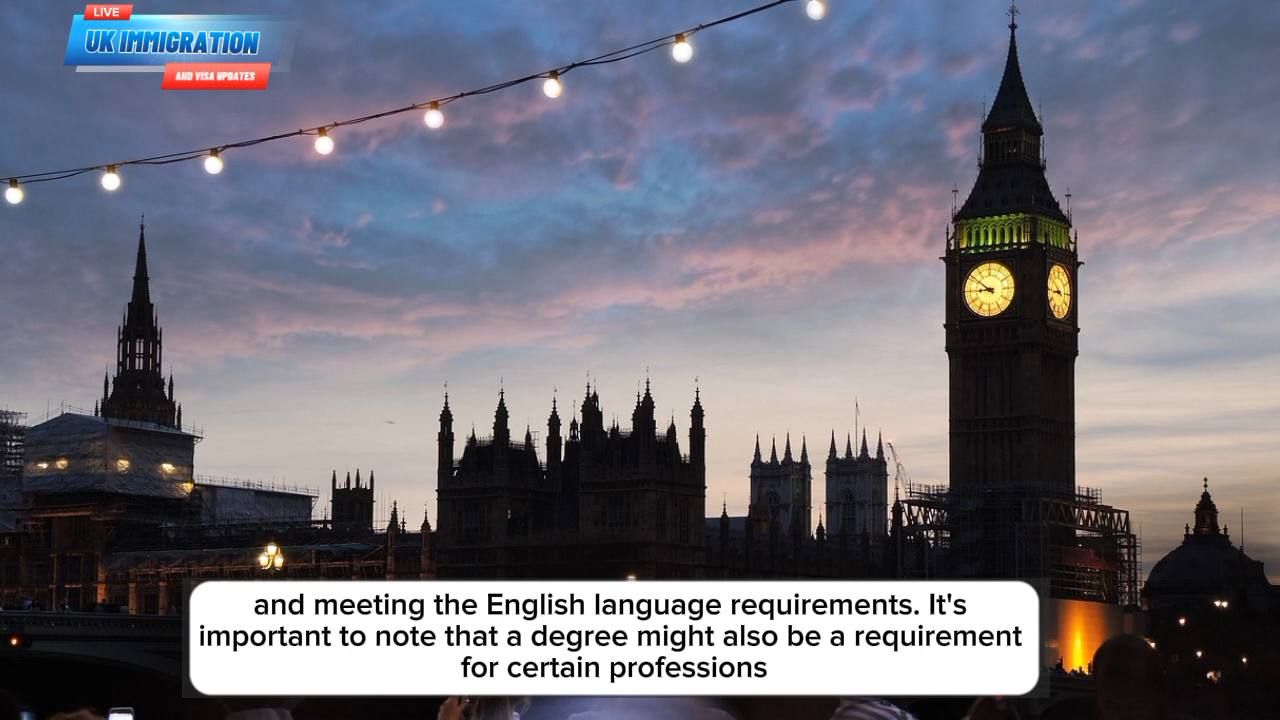 LIVE
UK IMMIGRATION
AND VISA UPDATES
and meeting the English language requirements. It's
important to note that a degree might also be a requirement
for certain professions